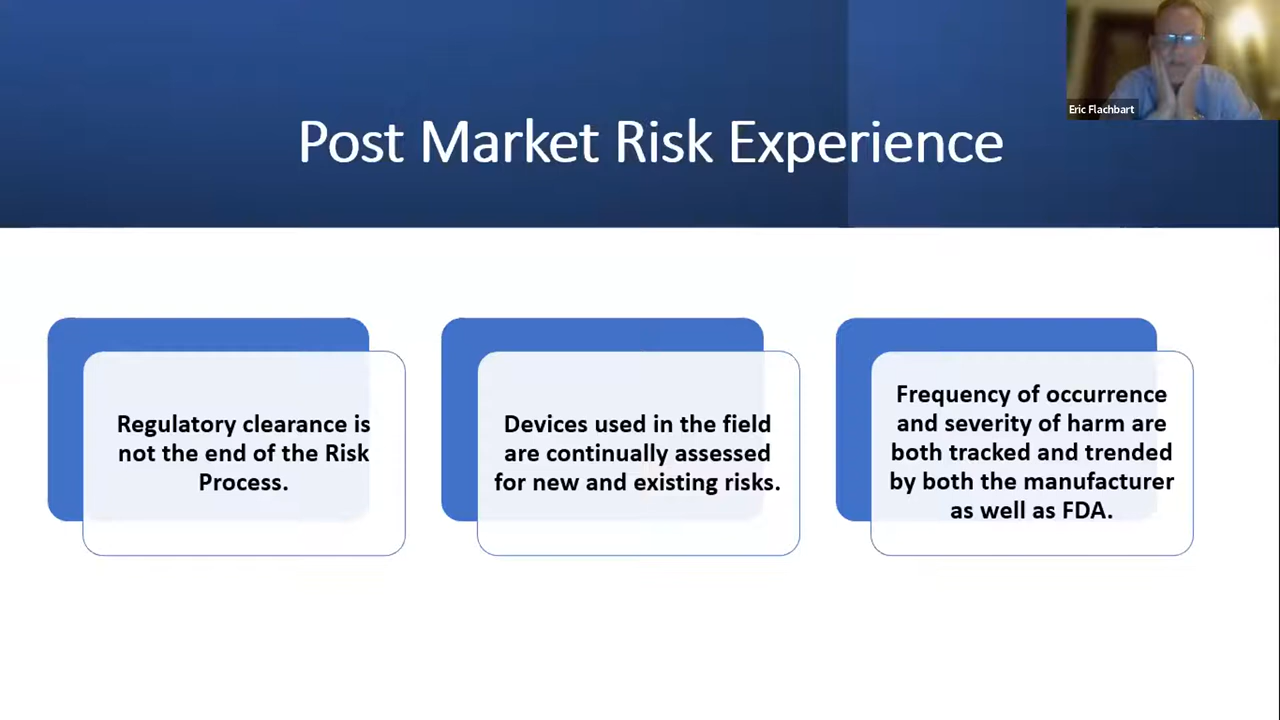 Eric Flachbart
Post Market Risk Experience
Regulatory clearance is
not the end of the Risk
Process.
Devices used in the field
are continually assessed
for new and existing risks.
Frequency of occurrence
and severity of harm are
both tracked and trended
by both the manufacturer
as well as FDA.